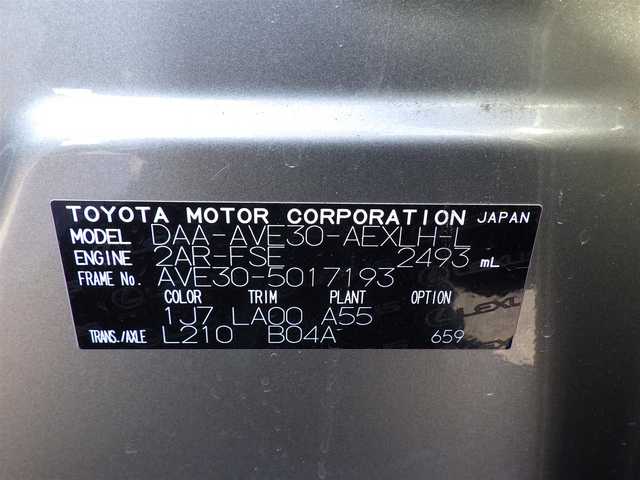 TOYOTA MOTOR CORPORATION JAPAN
MODEL DAA-AVE30-AEXLH-L
ENGINE 2AR-FSE 2493 mL
FRAME No. AVE30-5017193
COLOR TRIM PLANT OPTION
1J7 LA00 A55
TRANS./AXLE L210 B04A 659
LEXUS